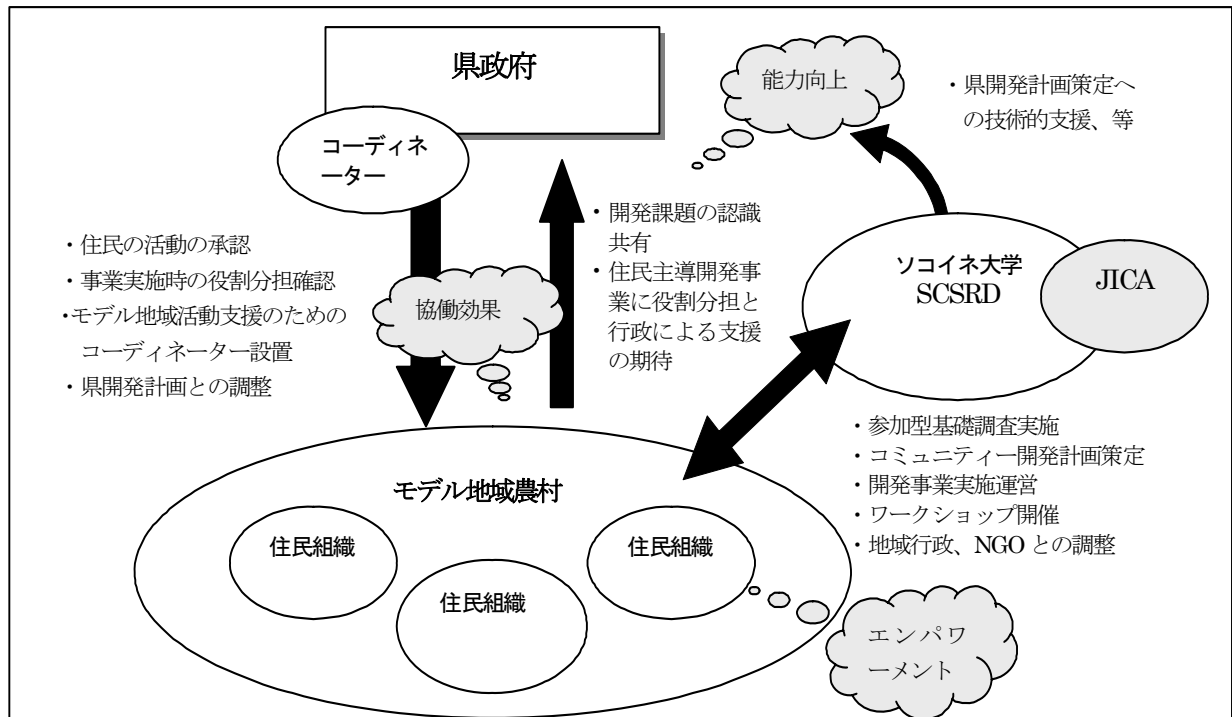 県政府
コーディネ
ーター
能力向上
・県開発計画策定へ
の技術的支援、等
・住民の活動の承認
・事業実施時の役割分担確認
・モデル地域活動支援のための
コーディネーター設置
・県開発計画との調整
協働効果
・開発課題の認識
共有
・住民主導開発事
業に役割分担と
行政による支援
の期待
ソコイネ大学
SCSRD
JICA
・参加型基礎調査実施
・コミュニティー開発計画策定
・開発事業実施運営
・ワークショップ開催
・地域行政、NGO との調整
モデル地域農村
住民組織
住民組織
住民組織
エンパワ
ーメント